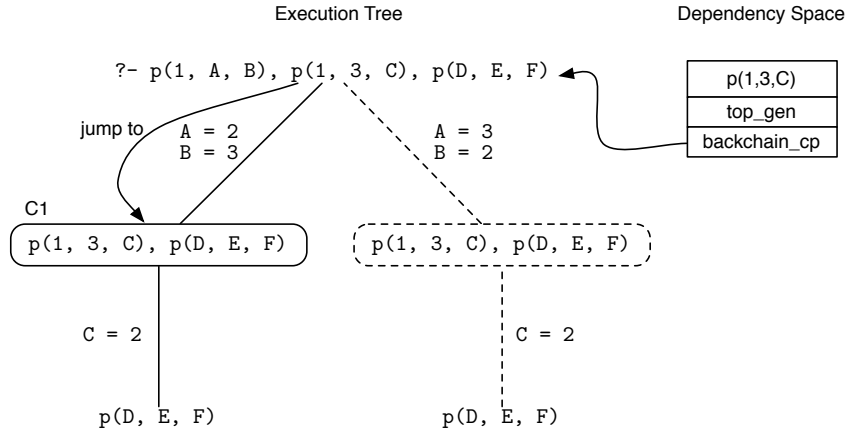 Execution Tree
Dependency Space
?- p(1, A, B), p(1, 3, C), p(D, E, F)
p(1,3,C)
top_gen
backchain_cp
jump to
A = 2
B = 3
A = 3
B = 2
C1
p(1, 3, C), p(D, E, F)
p(1, 3, C), p(D, E, F)
C = 2
C = 2
p(D, E, F)
p(D, E, F)